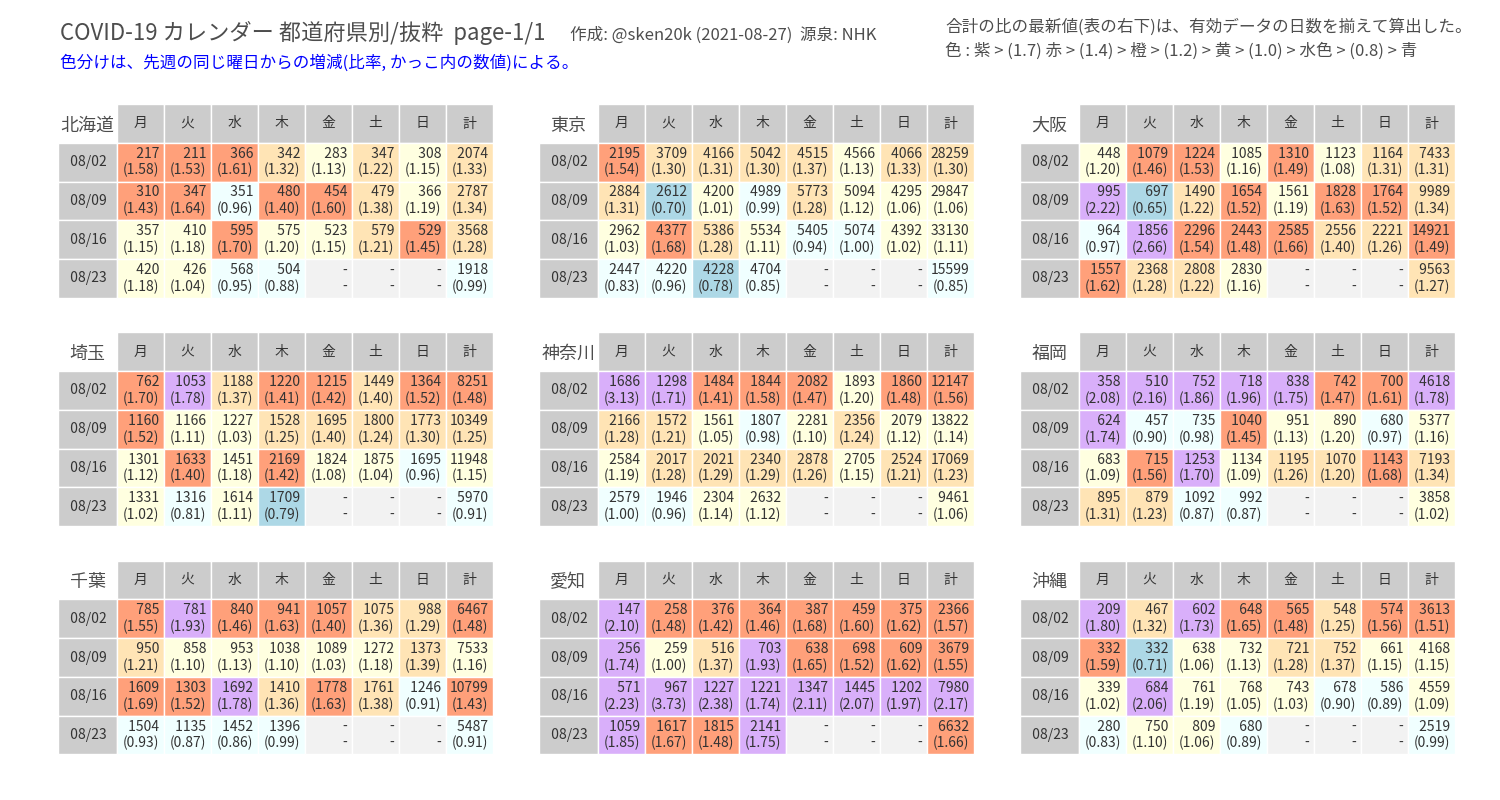 COVID-19 カレンダー 都道府県別/抜粋 page-1/1 作成: @sken20k (2021-08-27) 源泉: NHK
合計の比の最新値(表の右下)は、有効データの日数を揃えて算出した。
色分けは、先週の同じ曜日からの増減(比率, かっこ内の数値)による。
色 : 紫 > (1.7) 赤 > (1.4) > 橙 > (1.2) > 黄 > (1.0) > 水色 > (0.8) > 青
北海道 月 火 水 木 金 土 日 計
08/02 217 211 366 342 283 347 308 2074
(1.58) (1.53) (1.61) (1.32) (1.13) (1.22) (1.15) (1.33)
08/09 310 347 351 480 454 479 366 2787
(1.43) (1.64) (0.96) (1.40) (1.60) (1.38) (1.19) (1.34)
08/16 357 410 595 575 523 579 529 3568
(1.15) (1.18) (1.70) (1.20) (1.15) (1.21) (1.45) (1.28)
08/23 420 426 568 504 - - - 1918
(1.18) (1.04) (0.95) (0.88) - - - (0.99)
東京 月 火 水 木 金 土 日 計
08/02 2195 3709 4166 5042 4515 4566 4066 28259
(1.54) (1.30) (1.31) (1.30) (1.37) (1.13) (1.33) (1.30)
08/09 2884 2612 4200 4989 5773 5094 4295 29847
(1.31) (0.70) (1.01) (0.99) (1.28) (1.12) (1.06) (1.06)
08/16 2962 4377 5386 5534 5405 5074 4392 33130
(1.03) (1.68) (1.28) (1.11) (0.94) (1.00) (1.02) (1.11)
08/23 2447 4220 4228 4704 - - - 15599
(0.83) (0.96) (0.78) (0.85) - - - (0.85)
大阪 月 火 水 木 金 土 日 計
08/02 448 1079 1224 1085 1310 1123 1164 7433
(1.20) (1.46) (1.53) (1.16) (1.49) (1.08) (1.31) (1.31)
08/09 995 697 1490 1654 1561 1828 1764 9989
(2.22) (0.65) (1.22) (1.52) (1.19) (1.63) (1.52) (1.34)
08/16 964 1856 2296 2443 2585 2556 2221 14921
(0.97) (2.66) (1.54) (1.48) (1.66) (1.40) (1.26) (1.49)
08/23 1557 2368 2808 2830 - - - 9563
(1.62) (1.28) (1.22) (1.16) - - - (1.27)
埼玉 月 火 水 木 金 土 日 計
08/02 762 1053 1188 1220 1215 1449 1364 8251
(1.70) (1.78) (1.37) (1.41) (1.42) (1.40) (1.52) (1.48)
08/09 1160 1166 1227 1528 1695 1800 1773 10349
(1.52) (1.11) (1.03) (1.25) (1.40) (1.24) (1.30) (1.25)
08/16 1301 1633 1451 2169 1824 1875 1695 11948
(1.12) (1.40) (1.18) (1.42) (1.08) (1.04) (0.96) (1.15)
08/23 1331 1316 1614 1709 - - - 5970
(1.02) (0.81) (1.11) (0.79) - - - (0.91)
神奈川 月 火 水 木 金 土 日 計
08/02 1686 1298 1484 1844 2082 1893 1860 12147
(3.13) (1.71) (1.41) (1.58) (1.47) (1.20) (1.48) (1.56)
08/09 2166 1572 1561 1807 2281 2356 2079 13822
(1.28) (1.21) (1.05) (0.98) (1.10) (1.24) (1.12) (1.14)
08/16 2584 2017 2021 2340 2878 2705 2524 17069
(1.19) (1.28) (1.29) (1.29) (1.26) (1.15) (1.21) (1.23)
08/23 2579 1946 2304 2632 - - - 9461
(1.00) (0.96) (1.14) (1.12) - - - (1.06)
福岡 月 火 水 木 金 土 日 計
08/02 358 510 752 718 838 742 700 4618
(2.08) (2.16) (1.86) (1.96) (1.75) (1.47) (1.61) (1.78)
08/09 624 457 735 1040 951 890 680 5377
(1.74) (0.90) (0.98) (1.45) (1.13) (1.20) (0.97) (1.16)
08/16 683 715 1253 1134 1195 1070 1143 7193
(1.09) (1.56) (1.70) (1.09) (1.26) (1.20) (1.68) (1.34)
08/23 895 879 1092 992 - - - 3858
(1.31) (1.23) (0.87) (0.87) - - - (1.02)
千葉 月 火 水 木 金 土 日 計
08/02 785 781 840 941 1057 1075 988 6467
(1.55) (1.93) (1.46) (1.63) (1.40) (1.36) (1.29) (1.48)
08/09 950 858 953 1038 1089 1272 1373 7533
(1.21) (1.10) (1.13) (1.10) (1.03) (1.18) (1.39) (1.16)
08/16 1609 1303 1692 1410 1778 1761 1246 10799
(1.69) (1.52) (1.78) (1.36) (1.63) (1.38) (0.91) (1.43)
08/23 1504 1135 1452 1396 - - - 5487
(0.93) (0.87) (0.86) (0.99) - - - (0.91)
愛知 月 火 水 木 金 土 日 計
08/02 147 258 376 364 387 459 375 2366
(2.10) (1.48) (1.42) (1.46) (1.68) (1.60) (1.62) (1.57)
08/09 256 259 516 703 638 698 609 3679
(1.74) (1.00) (1.37) (1.93) (1.65) (1.52) (1.62) (1.55)
08/16 571 967 1227 1221 1347 1445 1202 7980
(2.23) (3.73) (2.38) (1.74) (2.11) (2.07) (1.97) (2.17)
08/23 1059 1617 1815 2141 - - - 6632
(1.85) (1.67) (1.48) (1.75) - - - (1.66)
沖縄 月 火 水 木 金 土 日 計
08/02 209 467 602 648 565 548 574 3613
(1.80) (1.32) (1.73) (1.65) (1.48) (1.25) (1.56) (1.51)
08/09 332 332 638 732 721 752 661 4168
(1.59) (0.71) (1.06) (1.13) (1.28) (1.37) (1.15) (1.15)
08/16 339 684 761 768 743 678 586 4559
(1.02) (2.06) (1.19) (1.05) (1.03) (0.90) (0.89) (1.09)
08/23 280 750 809 680 - - - 2519
(0.83) (1.10) (1.06) (0.89) - - - (0.99)